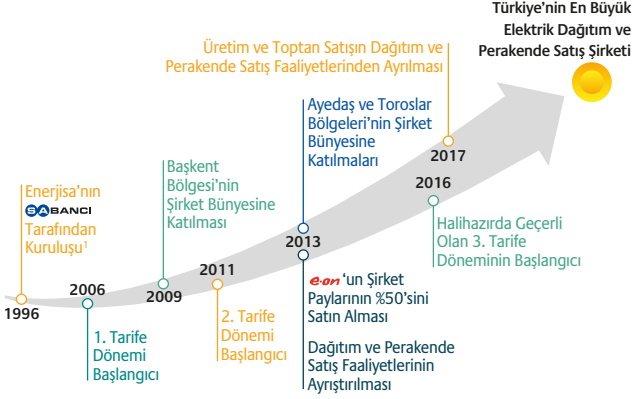 Türkiye'nin En Büyük
Elektrik Dağıtım ve
Perakende Satış Şirketi
Üretim ve Toptan Satışın Dağıtım ve
Perakende Satış Faaliyetlerinden Ayrılması
Ayedaş ve Toroslar
Bölgeleri'nin Şirket
Bünyesine
Katılmaları
2017
Başkent
Bölgesi'nin
Şirket Bünyesine
Katılması
2016
Enerjisa'nın
SABANCI
Tarafından
Kuruluşu¹
Halihazırda Geçerli
Olan 3. Tarife
Döneminin Başlangıcı
2013
2011
2006
2009
1996
e·on 'un Şirket
Paylarının %50'sini
Satın Alması
2. Tarife
Dönemi
Başlangıcı
1. Tarife
Dönemi
Başlangıcı
Dağıtım ve Perakende
Satış Faaliyetlerinin
Ayrıştırılması